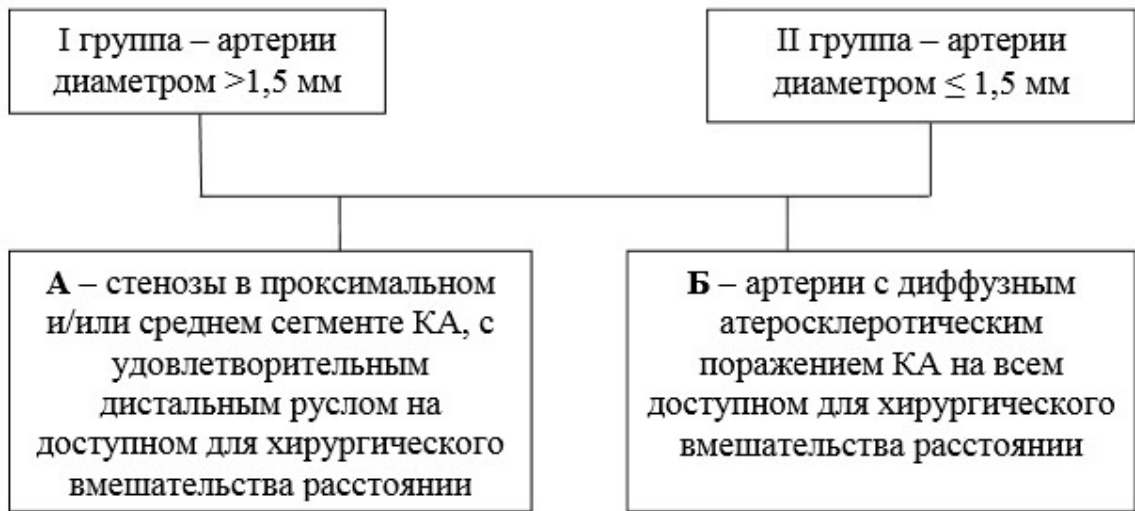 I группа – артерии
диаметром >1,5 мм
II группа – артерии
диаметром ≤ 1,5 мм
А – стенозы в проксимальном
и/или среднем сегменте КА, с
удовлетворительным
дистальным руслом на
доступном для хирургического
вмешательства расстоянии
Б – артерии с диффузным
атеросклеротическим
поражением КА на всем
доступном для хирургического
вмешательства расстоянии